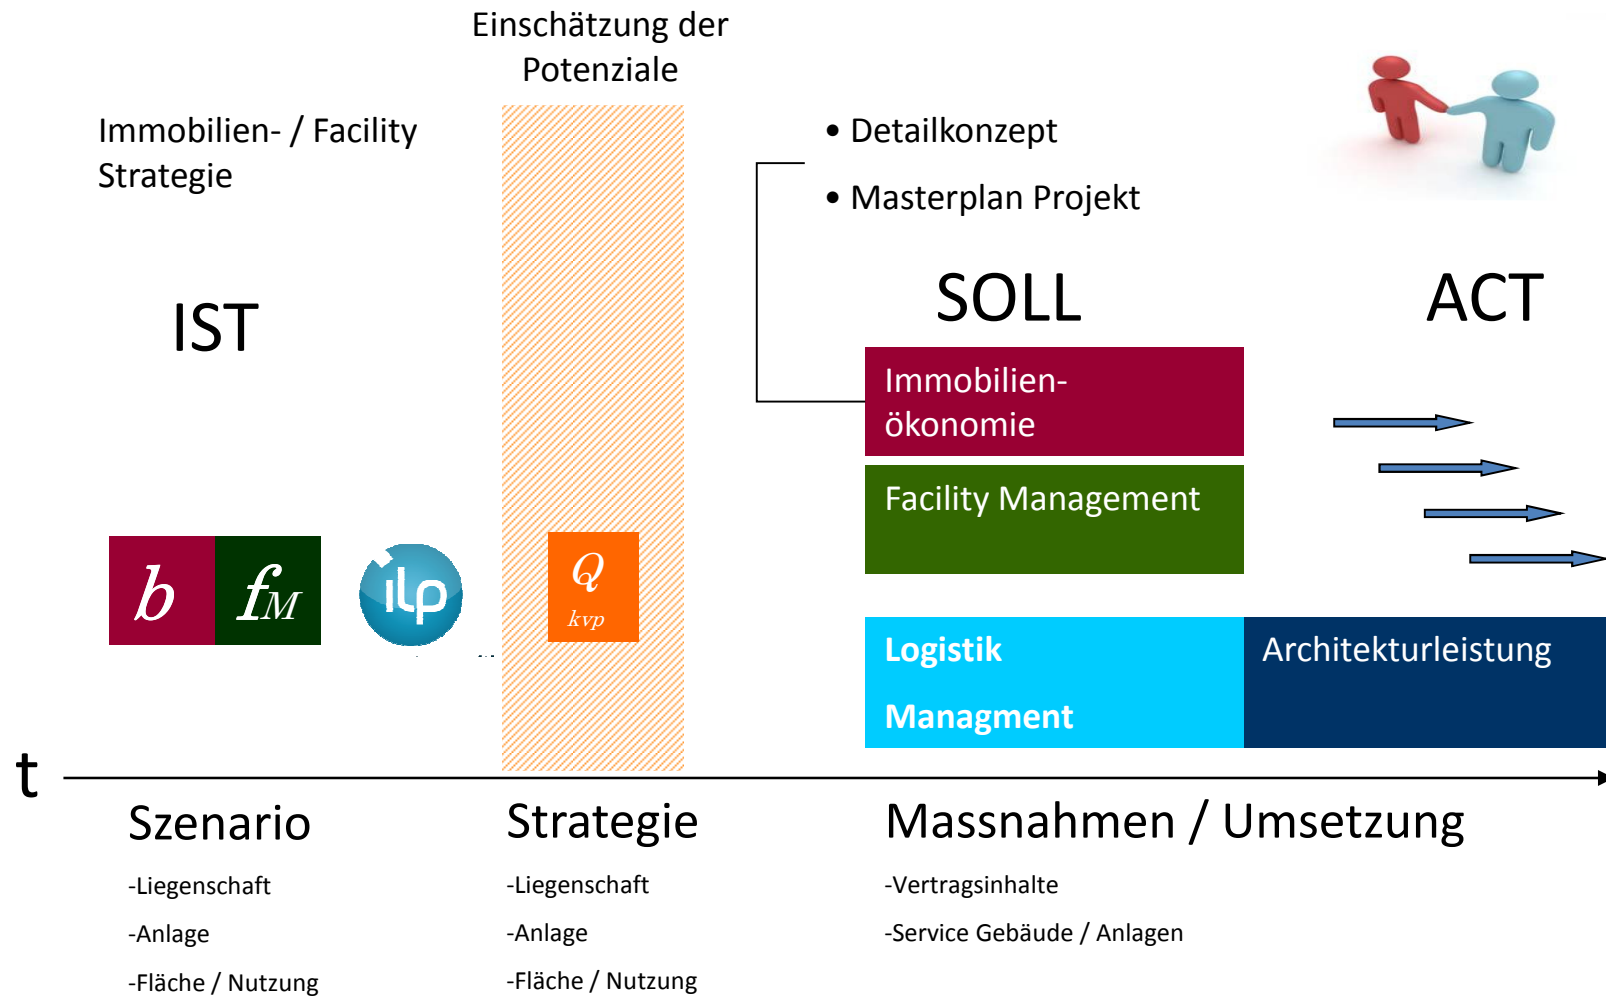 Einschätzung der
Potenziale
Immobilien- / Facility
Strategie
• Detailkonzept
• Masterplan Projekt
IST
SOLL
ACT
Immobilien-
ökonomie
Facility Management
b
fM
ilp
Q
kvp
Logistik
Managment
Architekturleistung
t
Szenario
-Liegenschaft
-Anlage
-Fläche / Nutzung
Strategie
-Liegenschaft
-Anlage
-Fläche / Nutzung
Massnahmen / Umsetzung
-Vertragsinhalte
-Service Gebäude / Anlagen